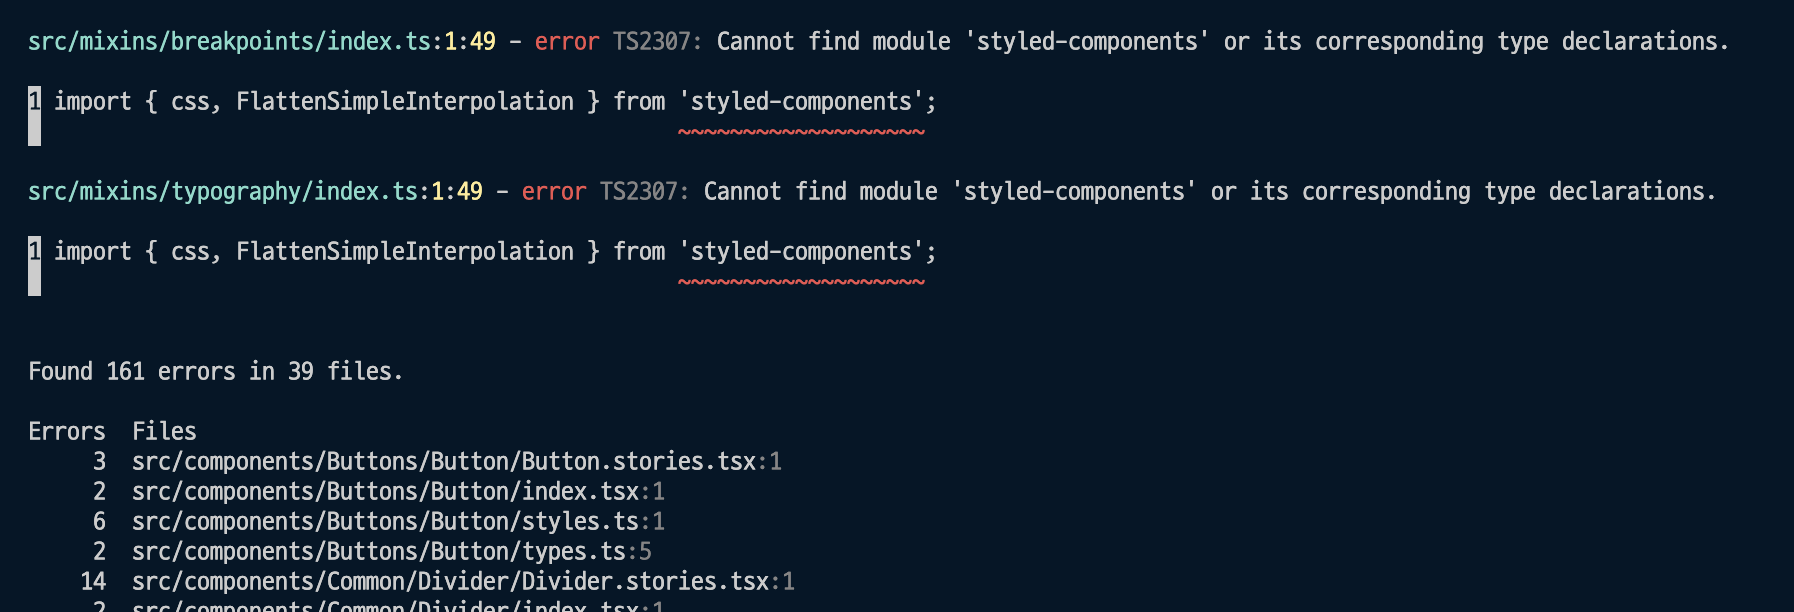 src/mixins/breakpoints/index.ts:1:49 - error TS2307: Cannot find module 'styled-components' or its corresponding type declarations.
1 import { css, FlattenSimpleInterpolation } from 'styled-components';
~~~~~~~~~~~~~~~~~~~
src/mixins/typography/index.ts:1:49 - error TS2307: Cannot find module 'styled-components' or its corresponding type declarations.
1 import { css, FlattenSimpleInterpolation } from 'styled-components';
~~~~~~~~~~~~~~~~~~~
Found 161 errors in 39 files.
Errors  Files
3  src/components/Buttons/Button/Button.stories.tsx:1
2  src/components/Buttons/Button/index.tsx:1
6  src/components/Buttons/Button/styles.ts:1
2  src/components/Buttons/Button/types.ts:5
14  src/components/Common/Divider/Divider.stories.tsx:1
2  src/components/Common/Divider/index.tsx:1